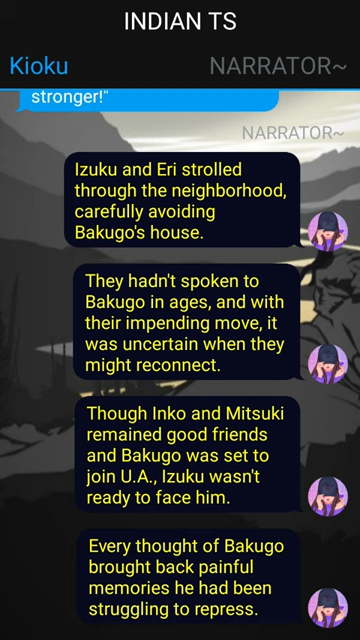 INDIAN TS
Kioku
NARRATOR~
stronger!"
NARRATOR~
Izuku and Eri strolled
through the neighborhood,
carefully avoiding
Bakugo's house.
They hadn't spoken to
Bakugo in ages, and with
their impending move, it
was uncertain when they
might reconnect.
Though Inko and Mitsuki
remained good friends
and Bakugo was set to
join U.A., Izuku wasn't
ready to face him.
Every thought of Bakugo
brought back painful
memories he had been
struggling to repress.